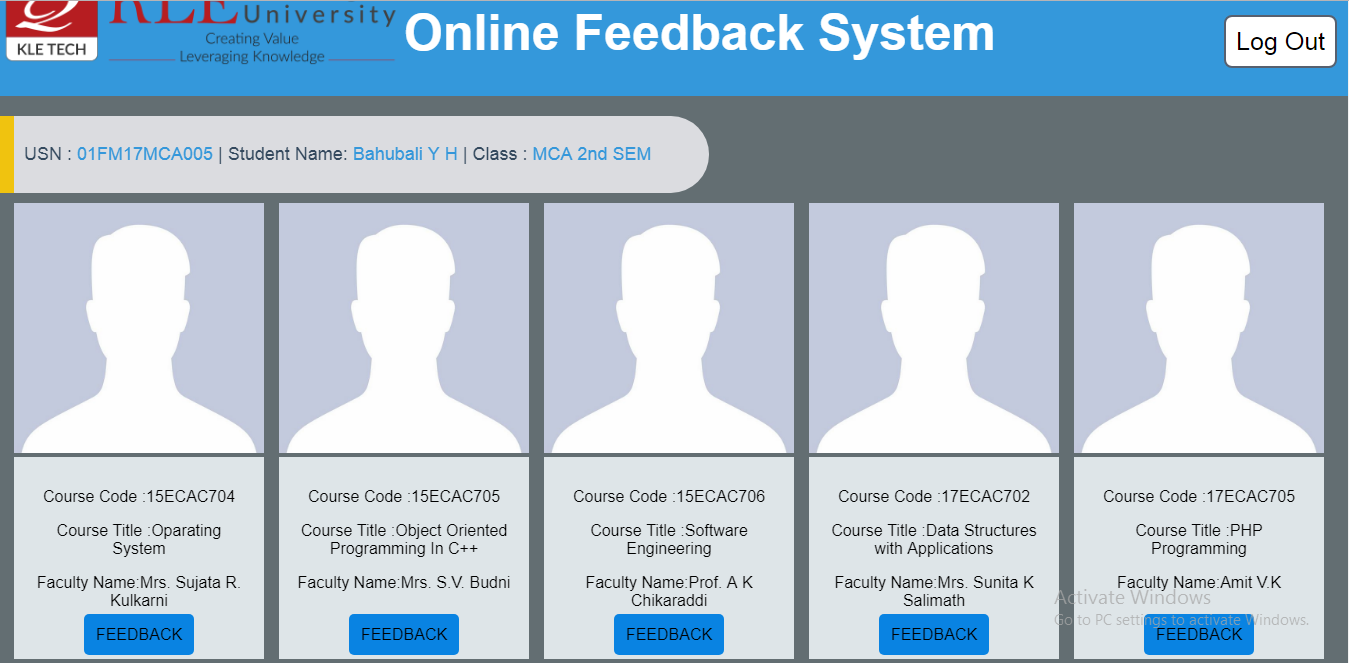 KLE University
KLE TECH
Creating Value
Leveraging Knowledge
Online Feedback System
Log Out
USN : 01FM17MCA005 | Student Name: Bahubali Y H | Class : MCA 2nd SEM
Course Code :15ECAC704
Course Title :Oparating
System
Faculty Name:Mrs. Sujata R.
Kulkarni
FEEDBACK
Course Code :15ECAC705
Course Title :Object Oriented
Programming In C++
Faculty Name:Mrs. S.V. Budni
FEEDBACK
Course Code :15ECAC706
Course Title :Software
Engineering
Faculty Name:Prof. A K
Chikaraddi
FEEDBACK
Course Code :17ECAC702
Course Title :Data Structures
with Applications
Faculty Name:Mrs. Sunita K
Salimath
FEEDBACK
Course Code :17ECAC705
Course Title :PHP
Programming
Faculty Name:Amit V.K
FEEDBACK
Activate Windows
Go to PC settings to activate Windows.